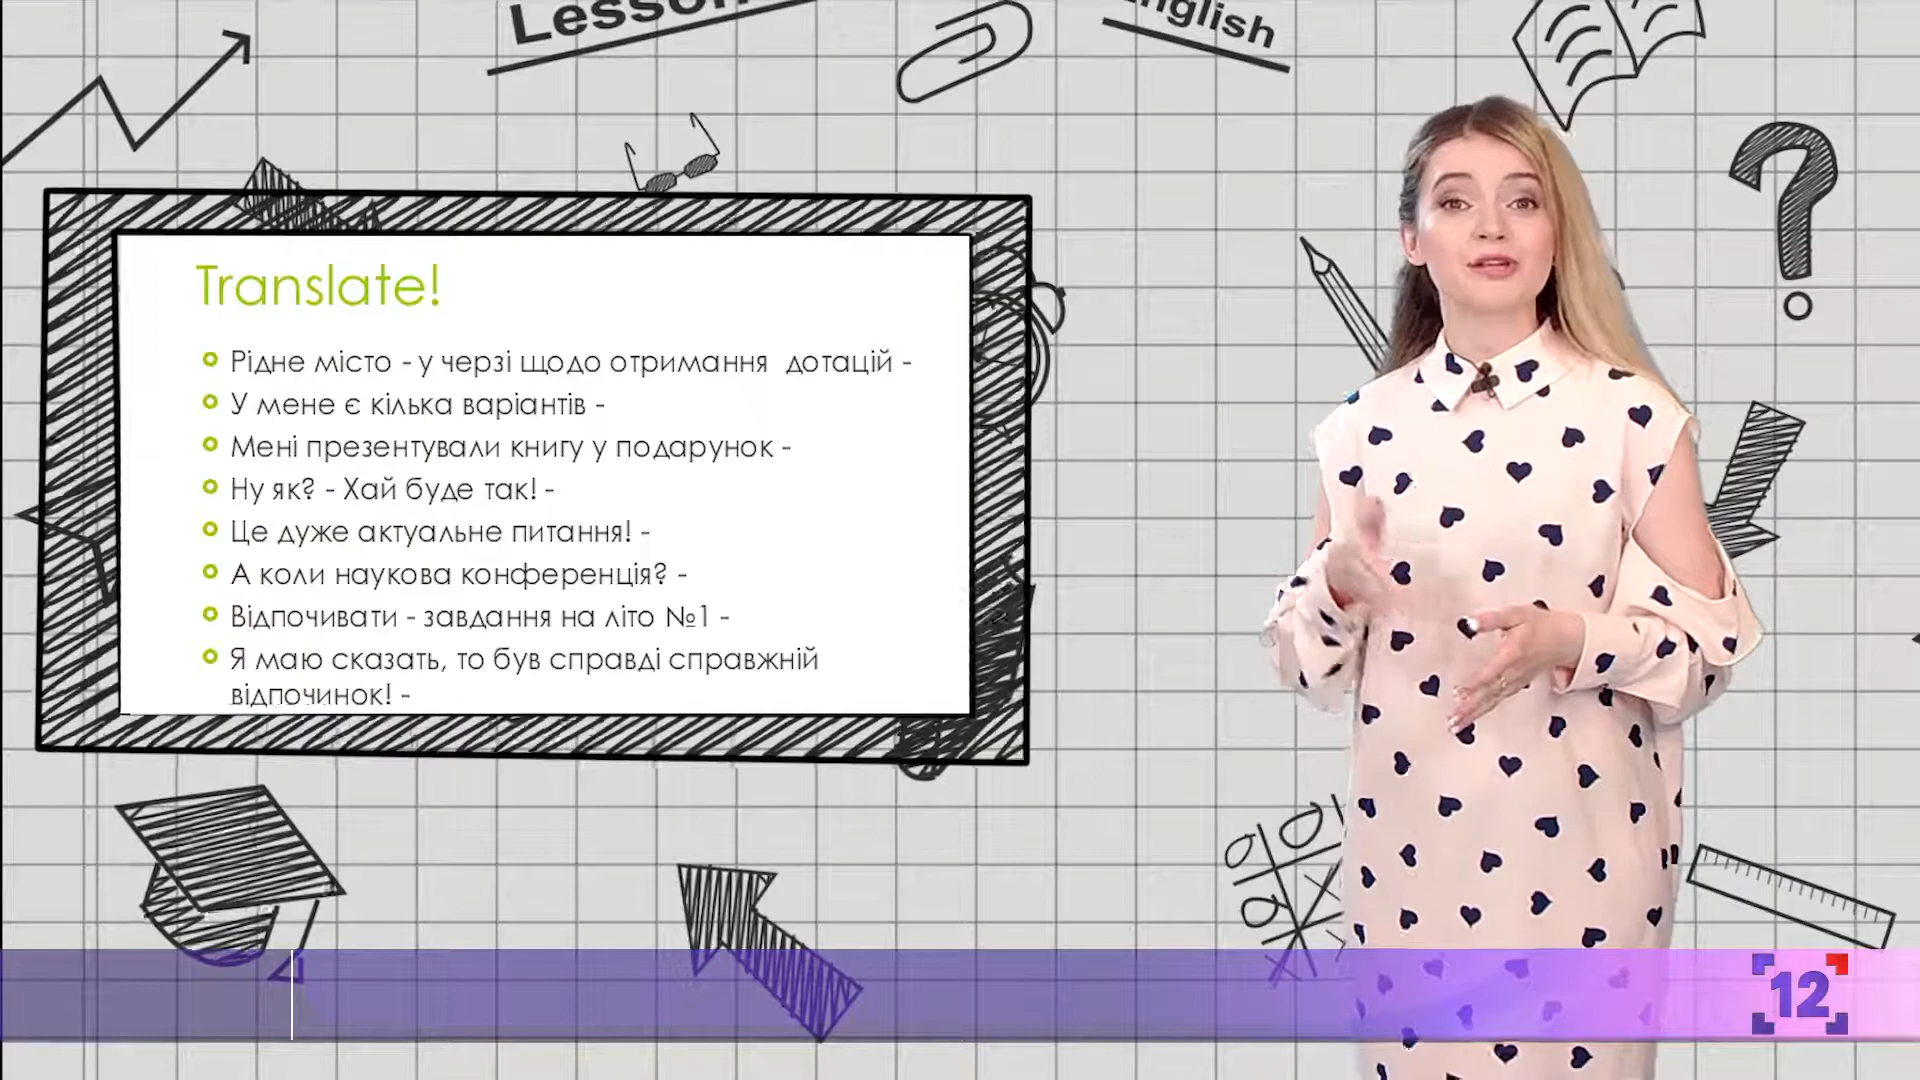 Lesson
English
Translate!
Рідне місто - у черзі щодо отримання дотацій -
У мене є кілька варіантів -
Мені презентували книгу у подарунок -
Ну як? - Хай буде так! -
Це дуже актуальне питання! -
А коли наукова конференція? -
Відпочивати - завдання на літо №1 -
Я маю сказать, то був справді справжній
відпочинок! -
12